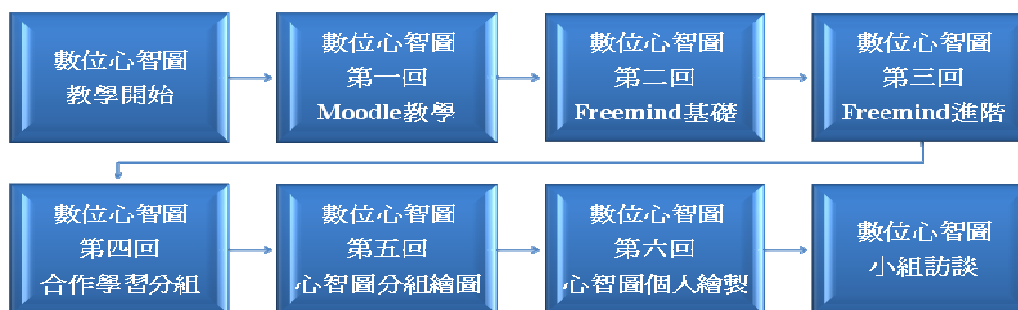 數位心智圖
教學開始
數位心智圖
第一回
Moodle教學
數位心智圖
第二回
Freemind基礎
數位心智圖
第三回
Freemind進階
數位心智圖
第四回
合作學習分組
數位心智圖
第五回
心智圖分組繪圖
數位心智圖
第六回
心智圖個人繪製
數位心智圖
小組訪談